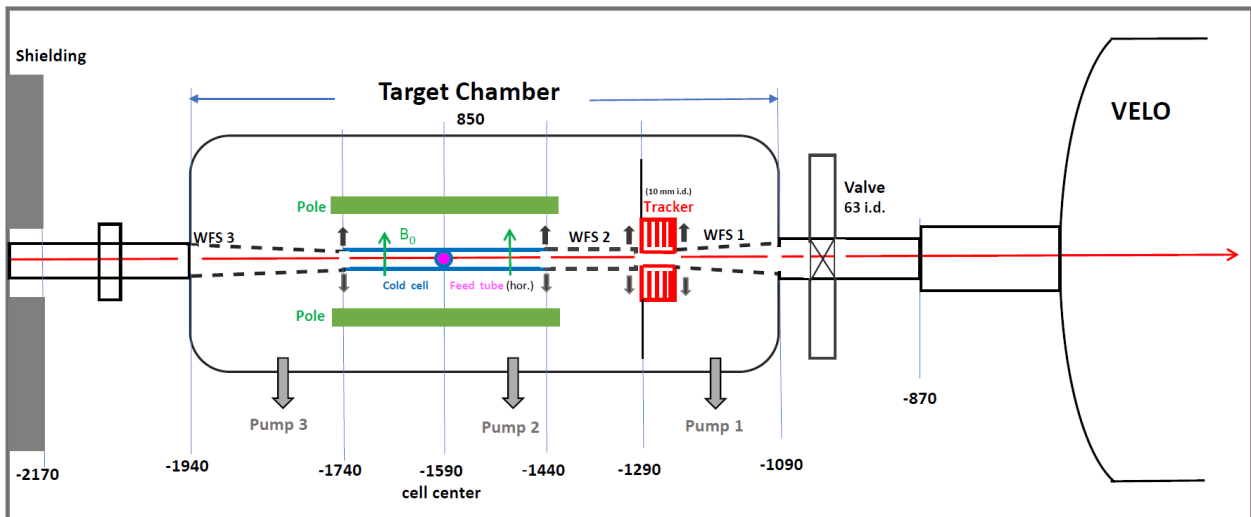 Shielding
Target Chamber
850
VELO
Valve
63 i.d.
(10 mm i.d.)
Tracker
Pole
B0
WFS 3
WFS 2
WFS 1
Cold cell
Feed tube (hor.)
Pole
Pump 3
Pump 2
Pump 1
-870
-2170
-1940
-1740
-1590
-1440
-1290
-1090
cell center